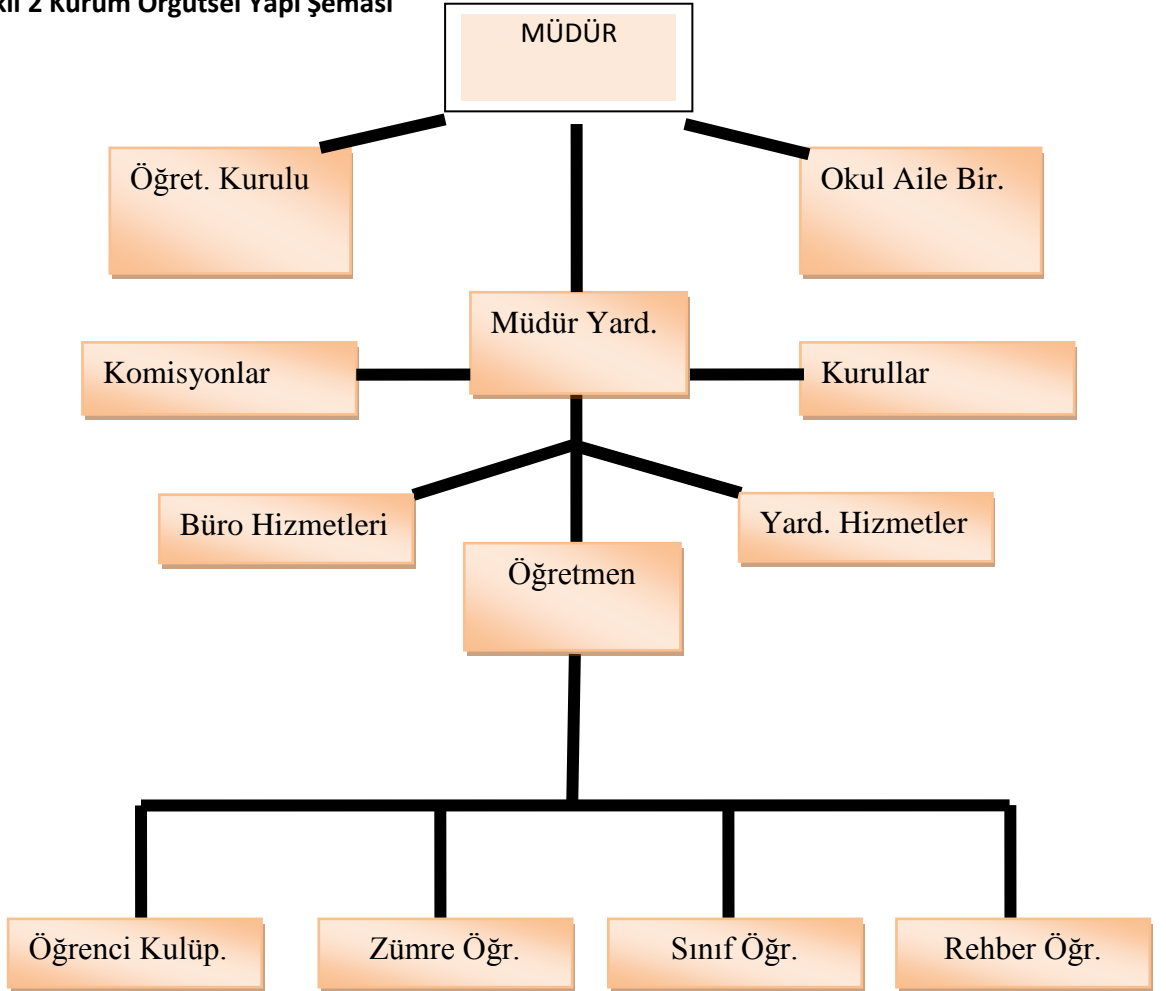 2 Kurum Örgütsel Yapı Şeması
MÜDÜR
Öğret. Kurulu
Okul Aile Bir.
Müdür Yard.
Komisyonlar
Kurullar
Büro Hizmetleri
Yard. Hizmetler
Öğretmen
Öğrenci Kulüp.
Zümre Öğr.
Sınıf Öğr.
Rehber Öğr.